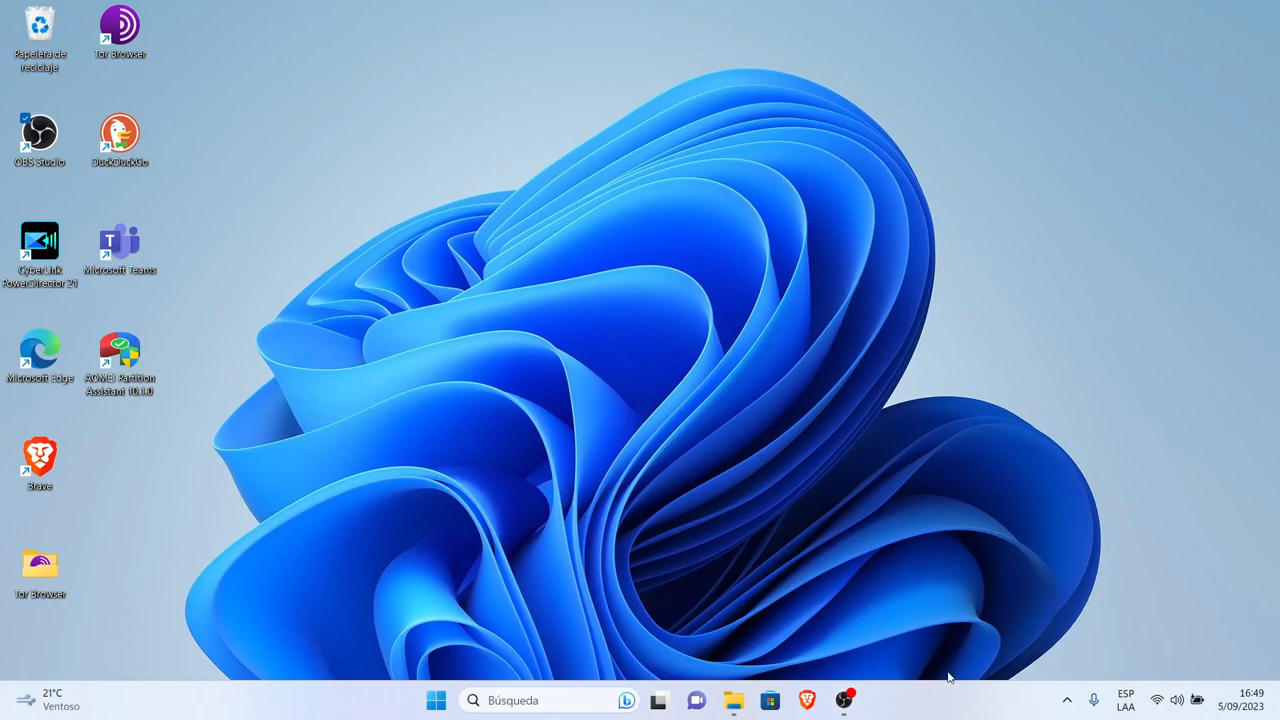 Papelera de
reciclaje
Tor Browser
OBS Studio
DuckDuckGo
CyberLink
PowerDirector 21
Microsoft Teams
Microsoft Edge
AOMEI Partition
Assistant 10.1.0
Brave
Tor Browser
21°C
Ventoso
Búsqueda
ESP
LAA
16:49
5/09/2023